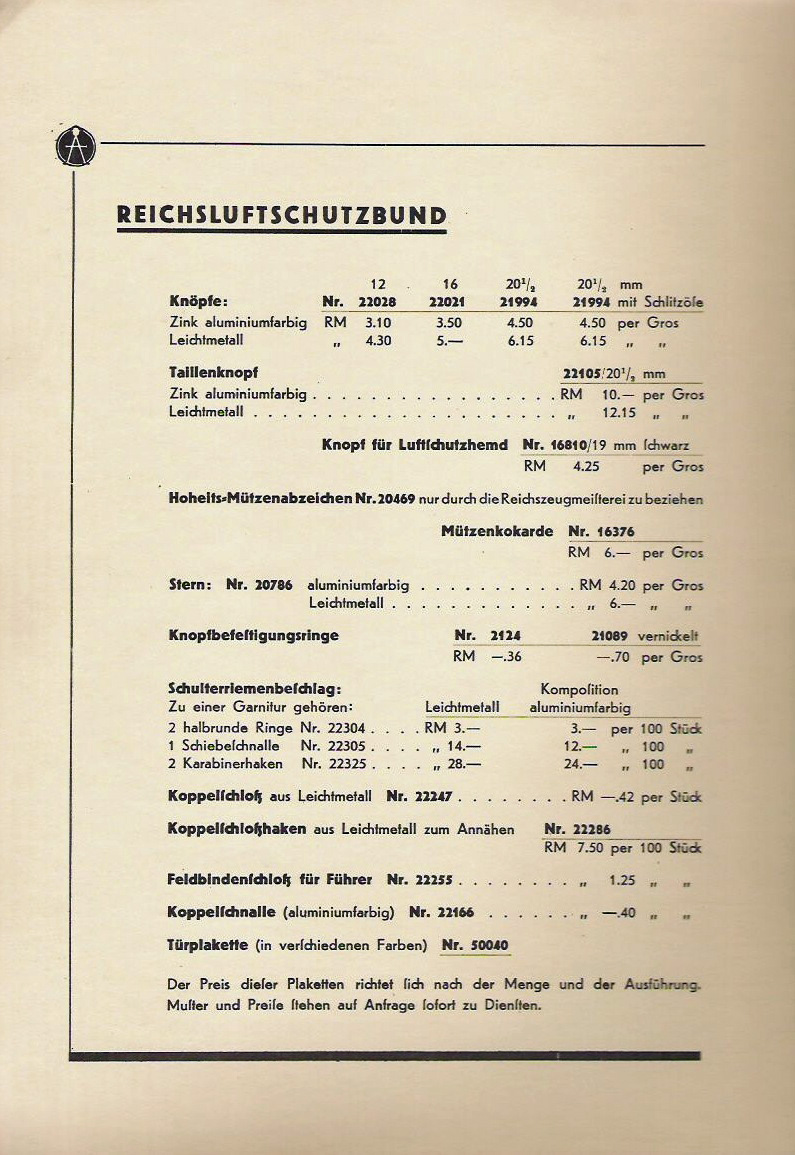 A
REICHSLUFTSCHUTZBUND
12 16 20¹/₂ 20¹/₂ mm
Knöpfe: Nr. 22028 22021 21994 21994 mit Schlitzöſe
Zink aluminiumfarbig RM 3.10 3.50 4.50 4.50 per Gros
Leichtmetall „ 4.30 5.— 6.15 6.15 „ „
Taillenknopf 22105/20¹/₂ mm
Zink aluminiumfarbig . . . . . . . . . . . . . . . . . RM 10.— per Gros
Leichtmetall . . . . . . . . . . . . . . . . . . . . . „ 12.15 „ „
Knopf für Luftſchutzhemd Nr. 16810/19 mm ſchwarz
RM 4.25 per Gros
Hoheits-Mützenabzeichen Nr. 20469 nur durch die Reichszeugmeiſterei zu beziehen
Mützenkokarde Nr. 16376
RM 6.— per Gros
Stern: Nr. 20786 aluminiumfarbig . . . . . . . . . . . RM 4.20 per Gros
Leichtmetall . . . . . . . . . . . . . „ 6.— „ „
Knopfbefeſtigungsringe Nr. 2124 21089 vernickelt
RM —.36 —.70 per Gros
Schulterriemenbeſchlag: Kompoſition
Zu einer Garnitur gehören: Leichtmetall aluminiumfarbig
2 halbrunde Ringe Nr. 22304 . . . . RM 3.— 3.— per 100 Stück
1 Schiebeſchnalle Nr. 22305 . . . . „ 14.— 12.— „ 100 „
2 Karabinerhaken Nr. 22325 . . . . „ 28.— 24.— „ 100 „
Koppelſchloß aus Leichtmetall Nr. 22247 . . . . . . . . RM —.42 per Stück
Koppelſchloßhaken aus Leichtmetall zum Annähen Nr. 22286
RM 7.50 per 100 Stück
Feldbindenſchloß für Führer Nr. 22255 . . . . . . . . „ 1.25 „ „
Koppelſchnalle (aluminiumfarbig) Nr. 22166 . . . . . . „ —.40 „ „
Türplakette (in verſchiedenen Farben) Nr. 50040
Der Preis dieſer Plaketten richtet ſich nach der Menge und der Ausführung.
Muſter und Preiſe ſtehen auf Anfrage ſofort zu Dienſten.